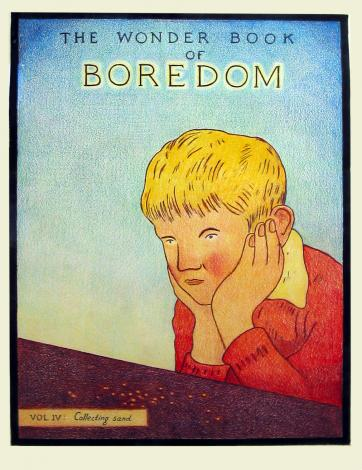 THE WONDER BOOK
OF
BOREDOM
VOL IV: Collecting sand